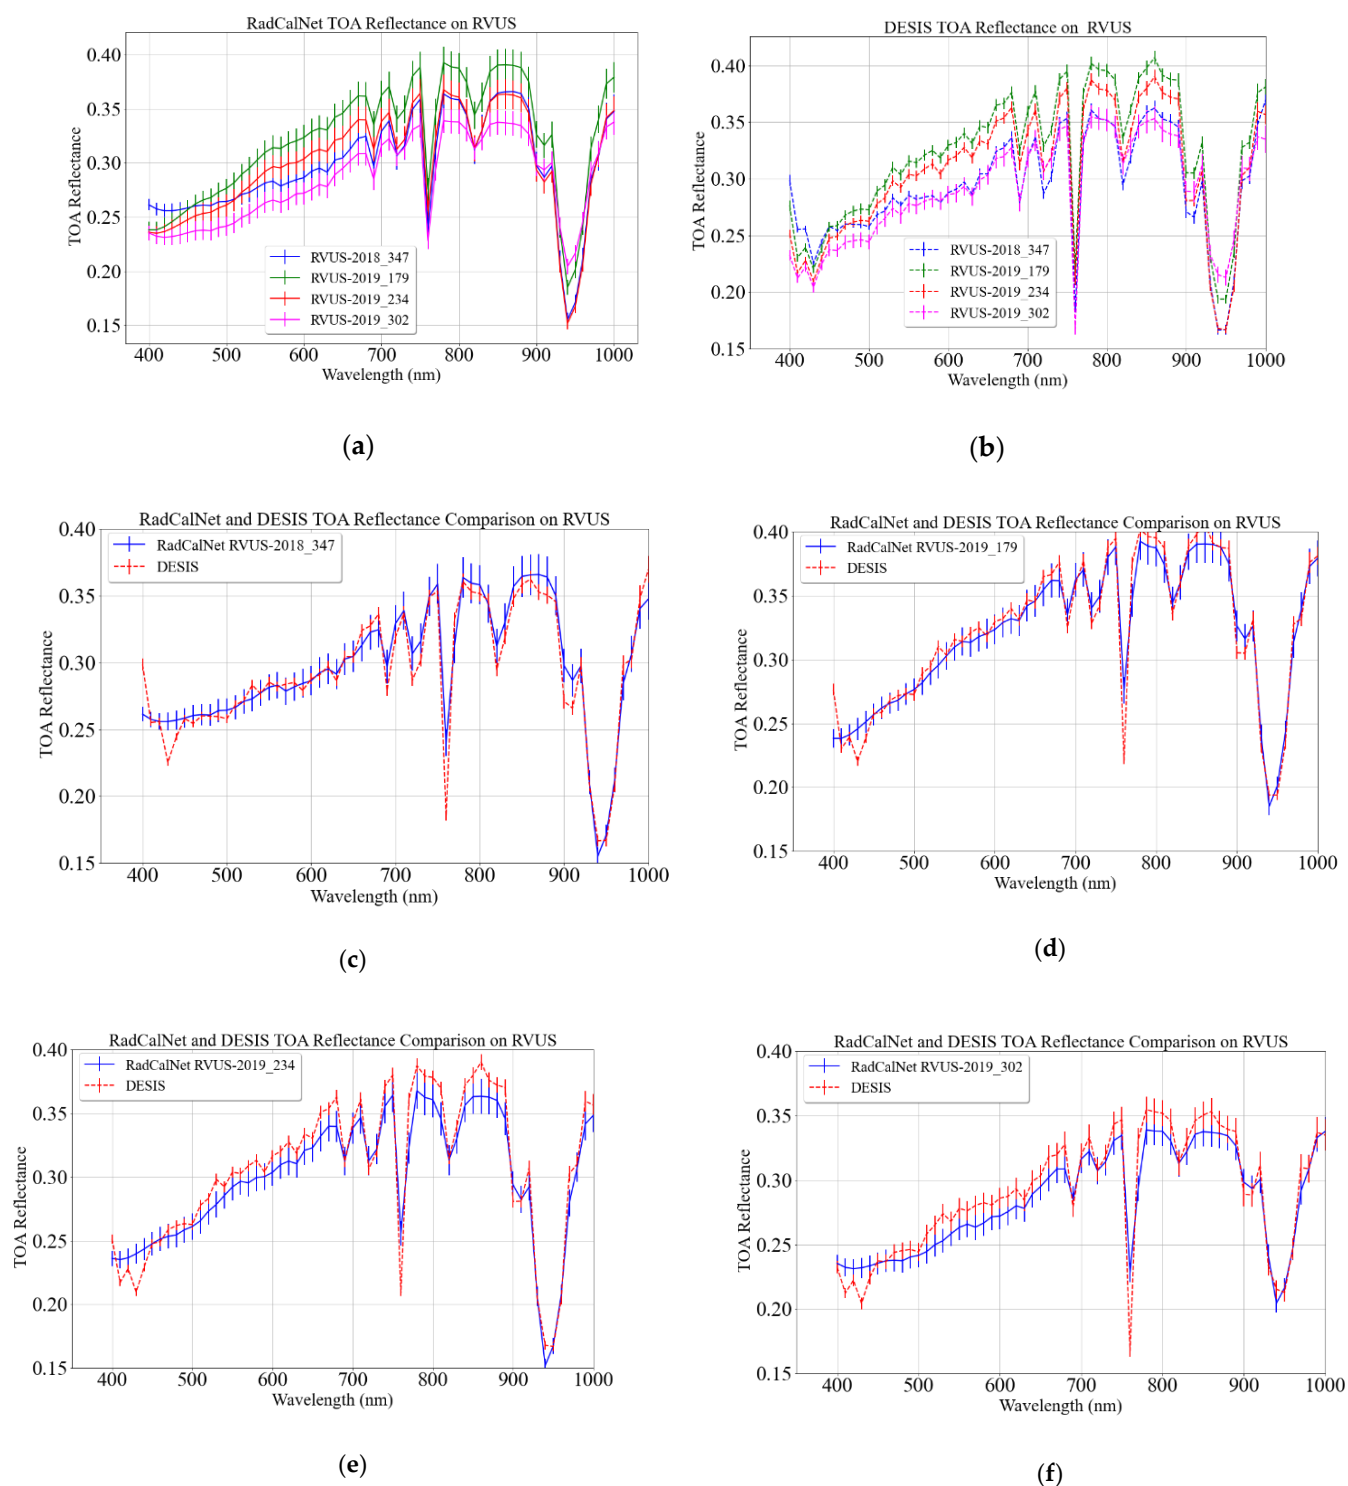 RadCalNet TOA Reflectance on RVUS
TOA Reflectance
0.40
0.35
0.30
0.25
0.20
0.15
RVUS-2018_347
RVUS-2019_179
RVUS-2019_234
RVUS-2019_302
400 500 600 700 800 900 1000
Wavelength (nm)
(a)
DESIS TOA Reflectance on RVUS
TOA Reflectance
0.40
0.35
0.30
0.25
0.20
0.15
RVUS-2018_347
RVUS-2019_179
RVUS-2019_234
RVUS-2019_302
400 500 600 700 800 900 1000
Wavelength (nm)
(b)
RadCalNet and DESIS TOA Reflectance Comparison on RVUS
TOA Reflectance
0.40
0.35
0.30
0.25
0.20
0.15
RadCalNet RVUS-2018_347
DESIS
400 500 600 700 800 900 1000
Wavelength (nm)
(c)
RadCalNet and DESIS TOA Reflectance Comparison on RVUS
TOA Reflectance
0.40
0.35
0.30
0.25
0.20
0.15
RadCalNet RVUS-2019_179
DESIS
400 500 600 700 800 900 1000
Wavelength (nm)
(d)
RadCalNet and DESIS TOA Reflectance Comparison on RVUS
TOA Reflectance
0.40
0.35
0.30
0.25
0.20
0.15
RadCalNet RVUS-2019_234
DESIS
400 500 600 700 800 900 1000
Wavelength (nm)
(e)
RadCalNet and DESIS TOA Reflectance Comparison on RVUS
TOA Reflectance
0.40
0.35
0.30
0.25
0.20
0.15
RadCalNet RVUS-2019_302
DESIS
400 500 600 700 800 900 1000
Wavelength (nm)
(f)